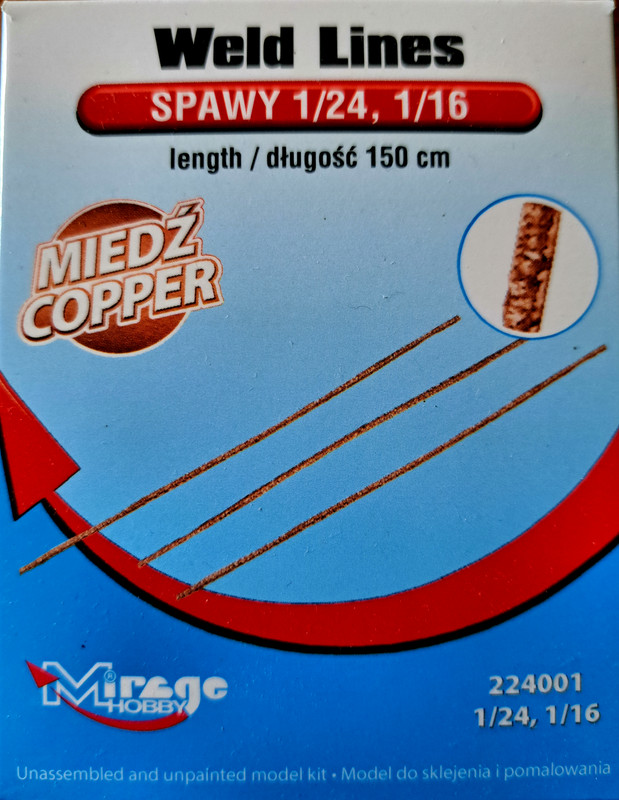 Weld Lines
SPAWY 1/24, 1/16
length / długość 150 cm
MIEDŹ
COPPER
Mirage®
HOBBY
224001
1/24, 1/16
Unassembled and unpainted model kit • Model do sklejenia i pomalowania